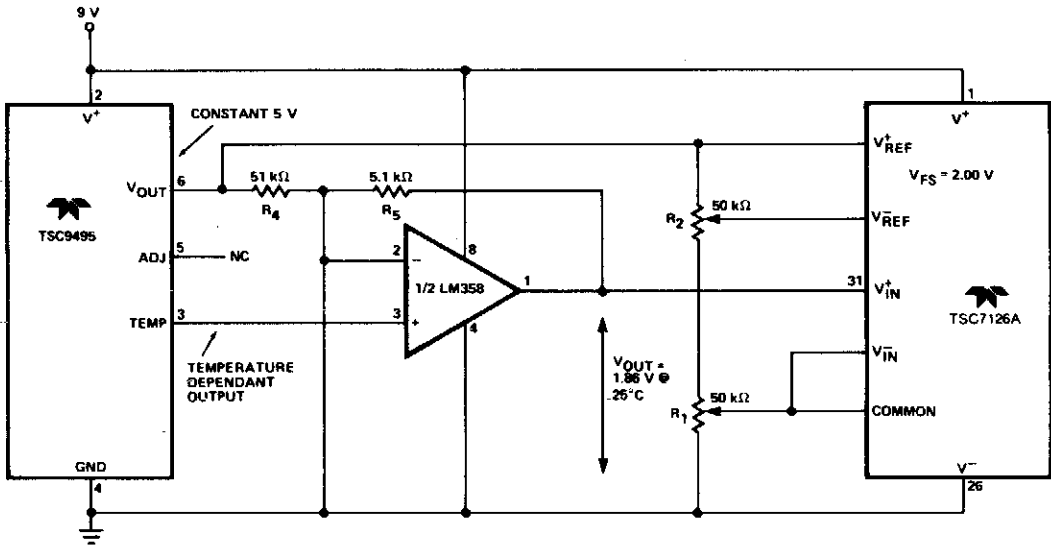 9 V
2
V+
CONSTANT 5 V
VOUT
6
51 kΩ
R4
5.1 kΩ
R5
TSC9495
ADJ
5
NC
TEMP
3
TEMPERATURE
DEPENDANT
OUTPUT
GND
4
2
−
8
1/2 LM358
1
3
+
4
VOUT =
1.86 V @
25°C
R2
50 kΩ
R1
50 kΩ
1
V+
V+REF
VFS = 2.00 V
V−REF
31
V+IN
TSC7126A
V−IN
COMMON
V−
26